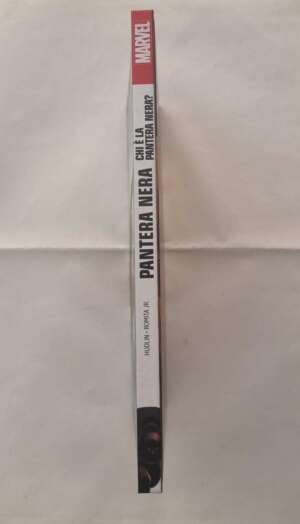 MARVEL
CHI È LA
PANTERA NERA?
PANTERA NERA
HUDLIN • ROMITA JR.